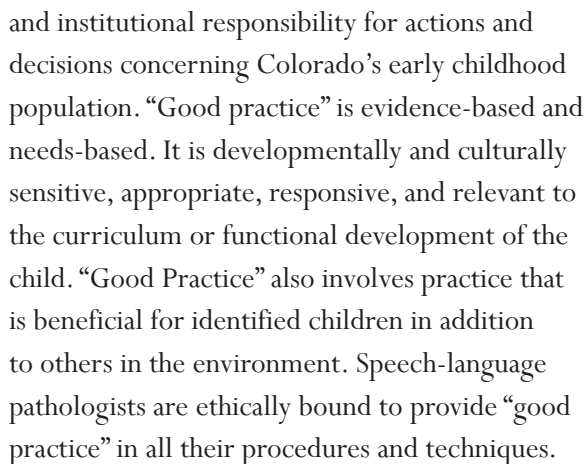 and institutional responsibility for actions and
decisions concerning Colorado’s early childhood
population. “Good practice” is evidence-based and
needs-based. It is developmentally and culturally
sensitive, appropriate, responsive, and relevant to
the curriculum or functional development of the
child. “Good Practice” also involves practice that
is beneficial for identified children in addition
to others in the environment. Speech-language
pathologists are ethically bound to provide “good
practice” in all their procedures and techniques.